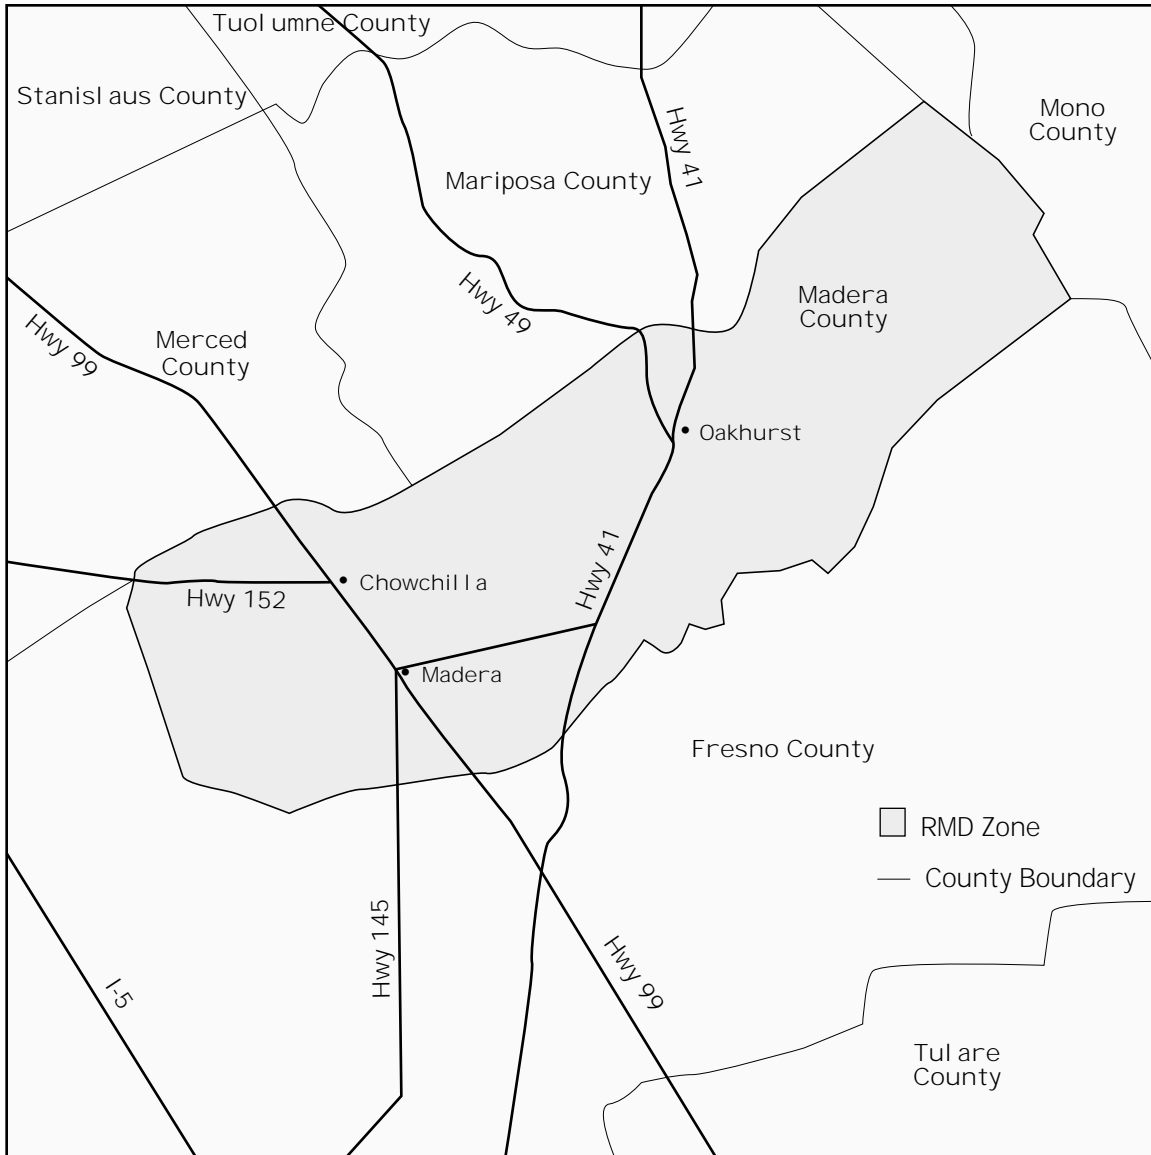 Tuolumne County
Stanislaus County
Mono
County
Hwy 41
Mariposa County
Hwy 49
Madera
County
Hwy 99
Merced
County
Oakhurst
Hwy 41
Chowchilla
Hwy 152
Madera
Fresno County
RMD Zone
County Boundary
Hwy 145
Hwy 99
I-5
Tulare
County